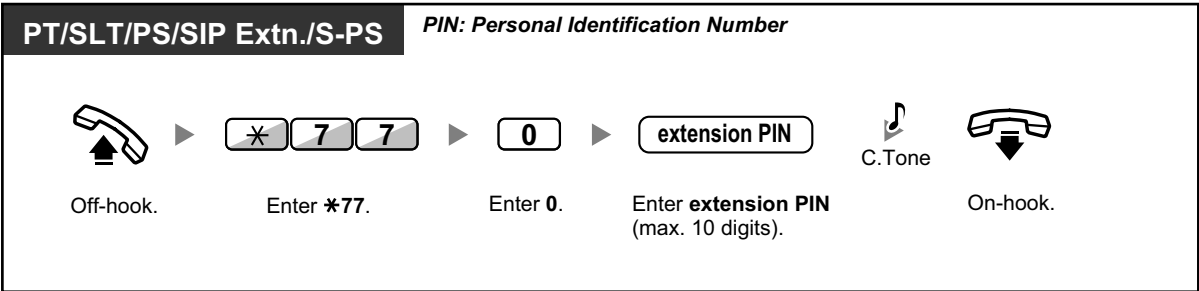 PT/SLT/PS/SIP Extn./S-PS
PIN: Personal Identification Number
✳ 7 7
0
extension PIN
C.Tone
Off-hook.
Enter ✳77.
Enter 0.
Enter extension PIN
(max. 10 digits).
On-hook.